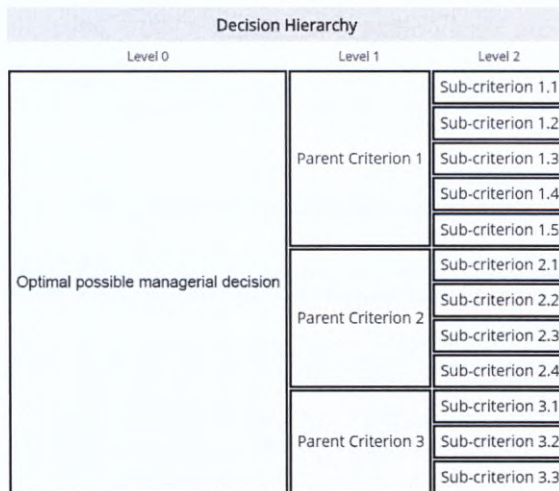 Decision Hierarchy
Level 0 Level 1 Level 2
Optimal possible managerial decision
Parent Criterion 1
Sub-criterion 1.1
Sub-criterion 1.2
Sub-criterion 1.3
Sub-criterion 1.4
Sub-criterion 1.5
Parent Criterion 2
Sub-criterion 2.1
Sub-criterion 2.2
Sub-criterion 2.3
Sub-criterion 2.4
Parent Criterion 3
Sub-criterion 3.1
Sub-criterion 3.2
Sub-criterion 3.3